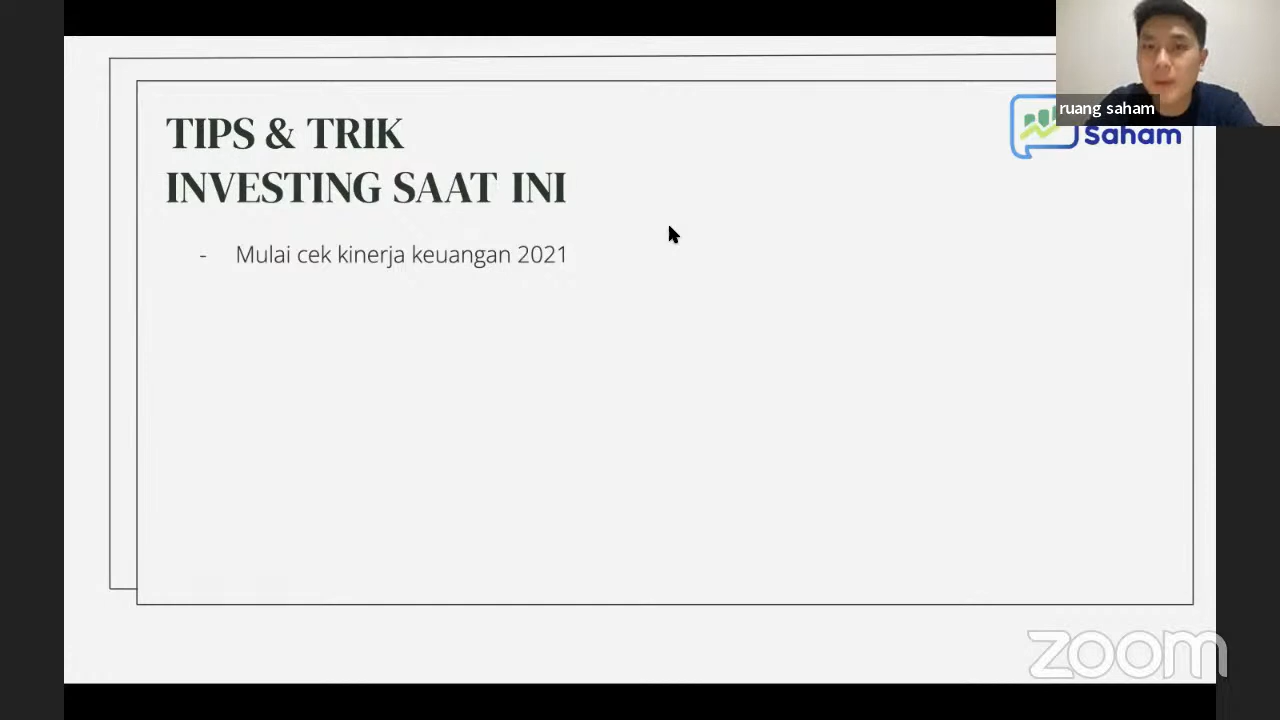 ruang saham
Saham
TIPS & TRIK
INVESTING SAAT INI
- Mulai cek kinerja keuangan 2021
zoom